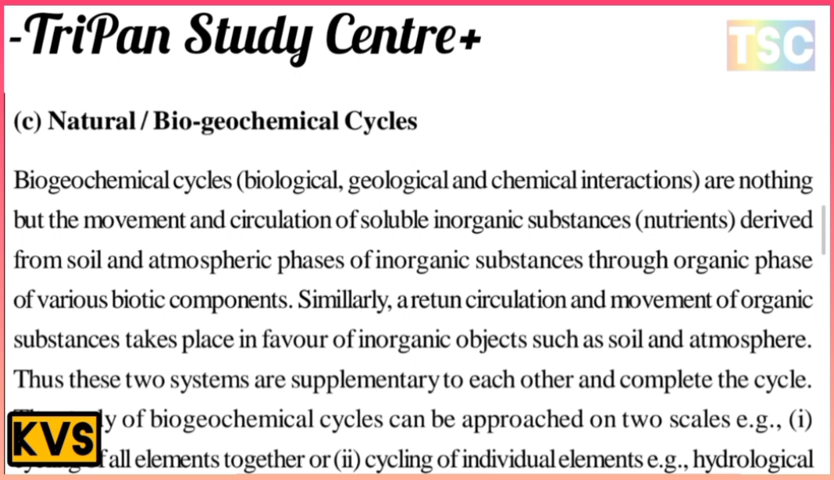 -TriPan Study Centre+
TSC
(c) Natural / Bio-geochemical Cycles
Biogeochemical cycles (biological, geological and chemical interactions) are nothing
but the movement and circulation of soluble inorganic substances (nutrients) derived
from soil and atmospheric phases of inorganic substances through organic phase
of various biotic components. Simillarly, a retun circulation and movement of organic
substances takes place in favour of inorganic objects such as soil and atmosphere.
Thus these two systems are supplementary to each other and complete the cycle.
of biogeochemical cycles can be approached on two scales e.g., (i)
all elements together or (ii) cycling of individual elements e.g., hydrological
KVS